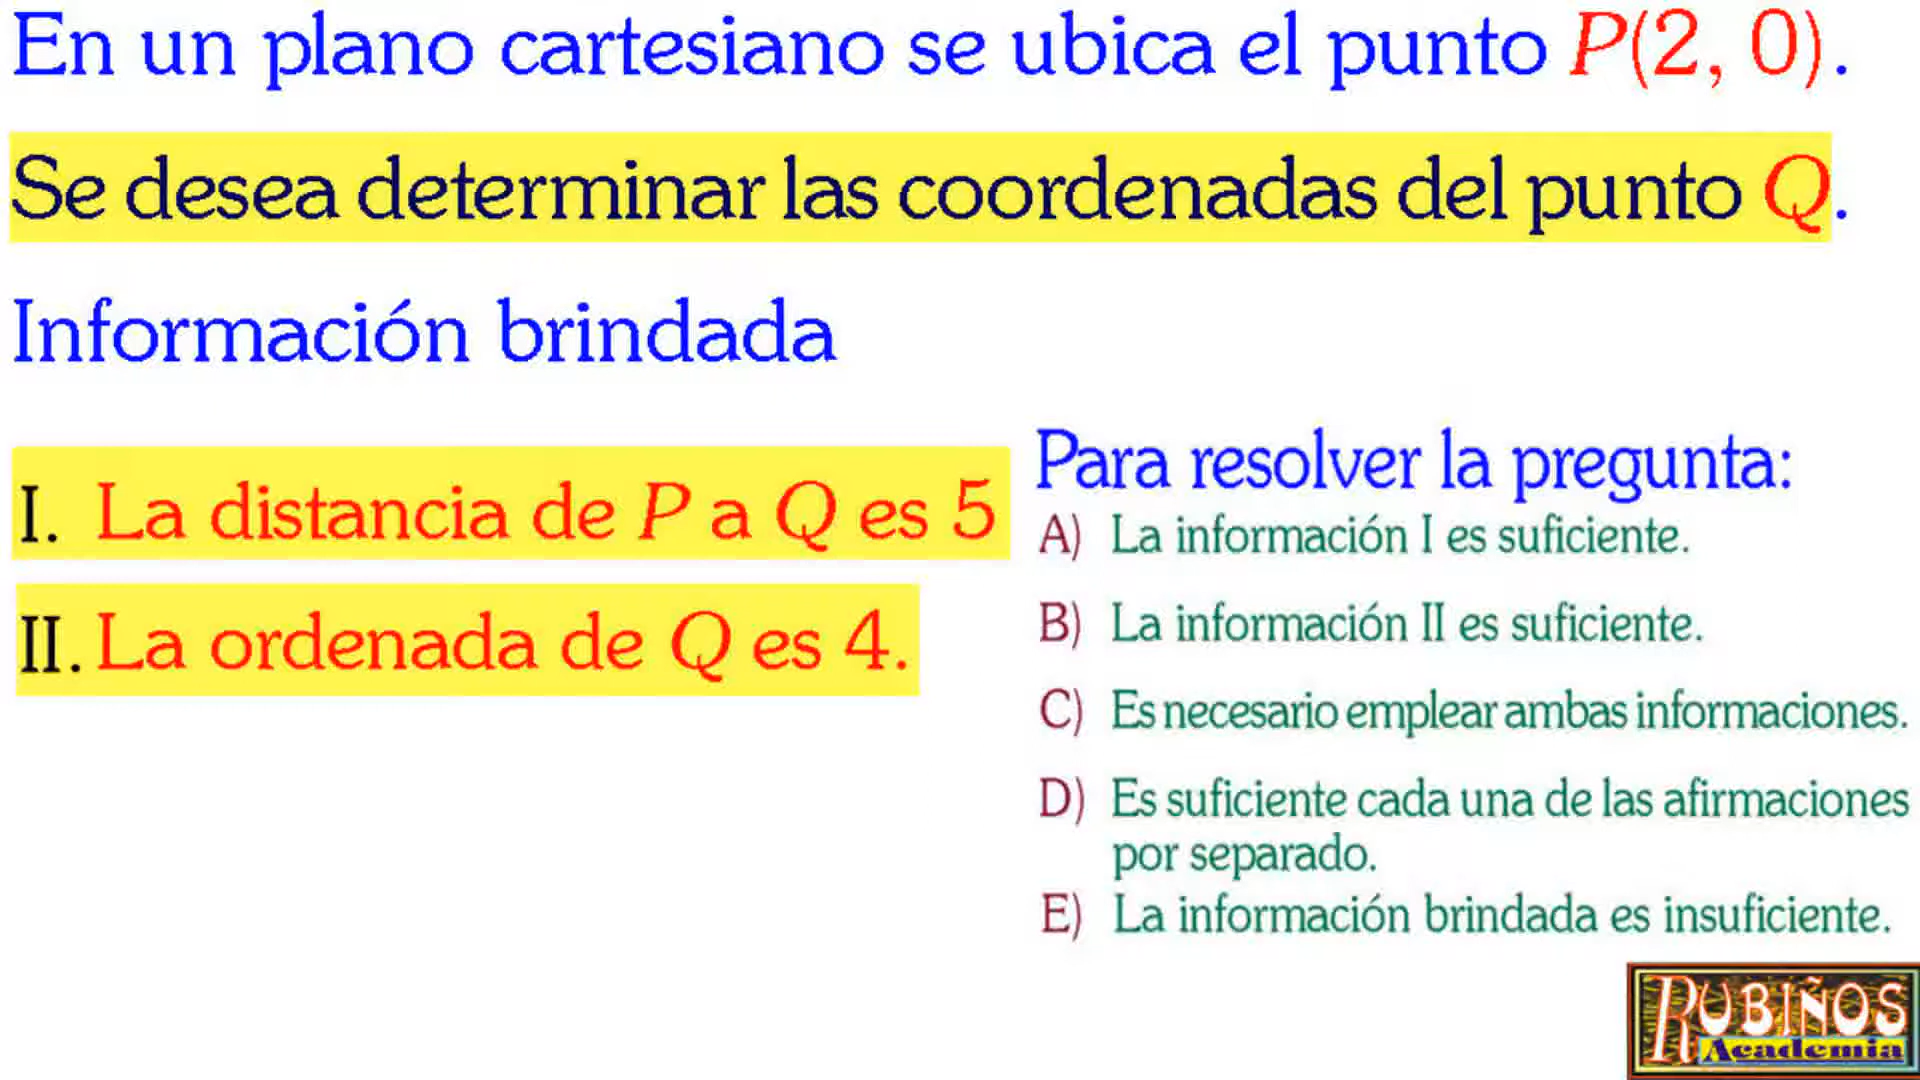 En un plano cartesiano se ubica el punto P(2, 0).
Se desea determinar las coordenadas del punto Q.
Información brindada
I. La distancia de P a Q es 5
II. La ordenada de Q es 4.
Para resolver la pregunta:
A) La información I es suficiente.
B) La información II es suficiente.
C) Es necesario emplear ambas informaciones.
D) Es suficiente cada una de las afirmaciones
por separado.
E) La información brindada es insuficiente.
RUBIÑOS
Academia